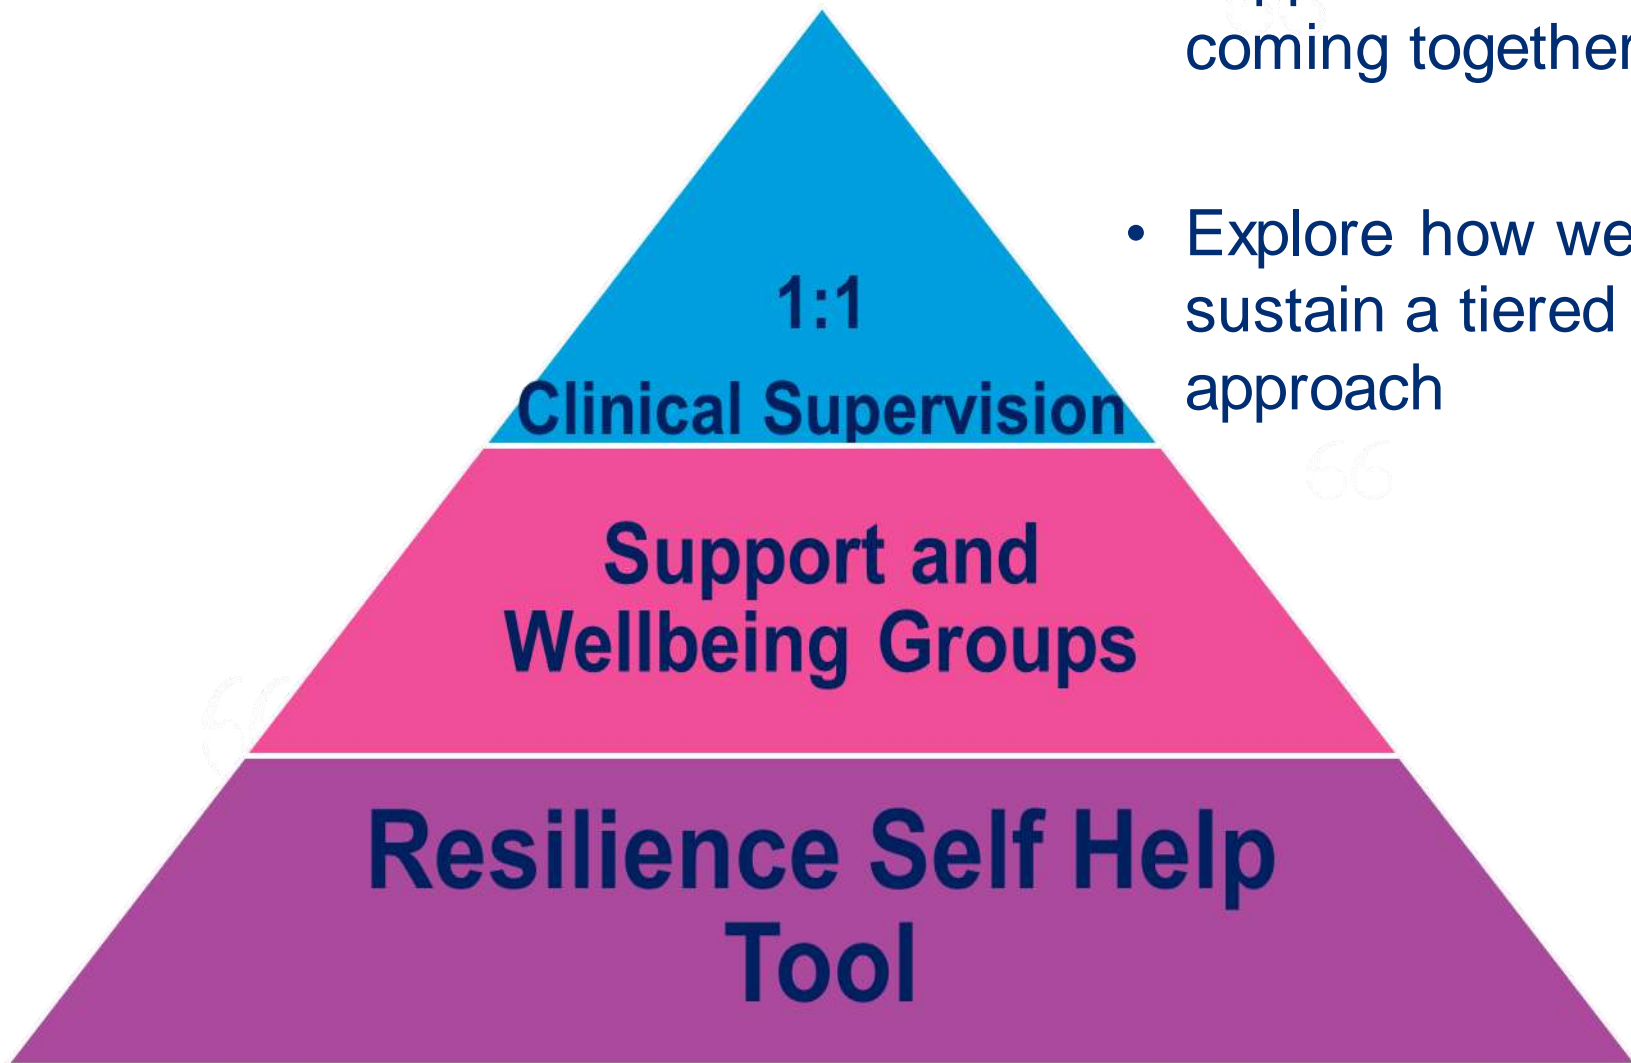 coming together
• Explore how we
sustain a tiered
approach
1:1
Clinical Supervision
Support and
Wellbeing Groups
Resilience Self Help
Tool